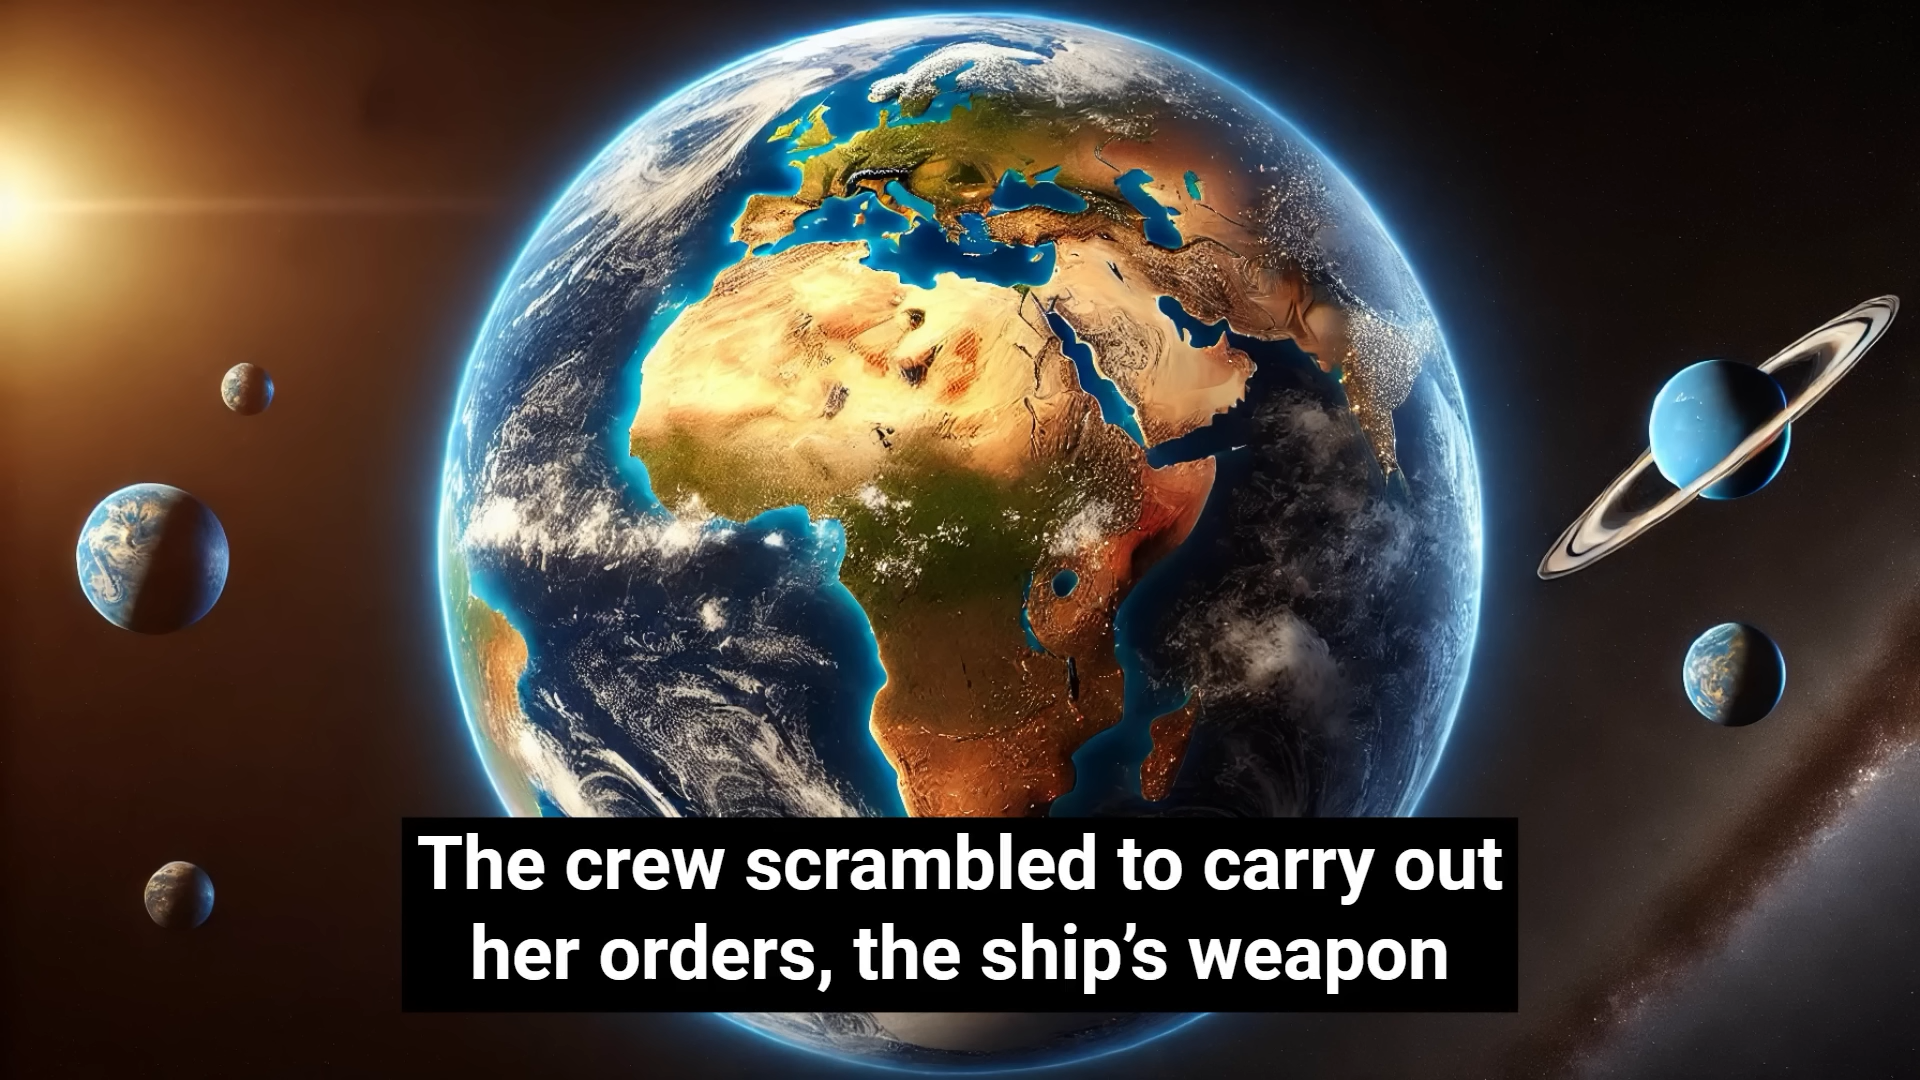 The crew scrambled to carry out
her orders, the ship’s weapon